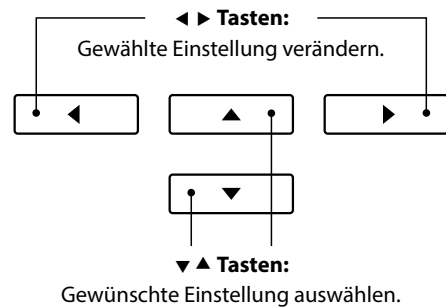 ◀ ▶ Tasten:
Gewählte Einstellung verändern.
▼ ▲ Tasten:
Gewünschte Einstellung auswählen.